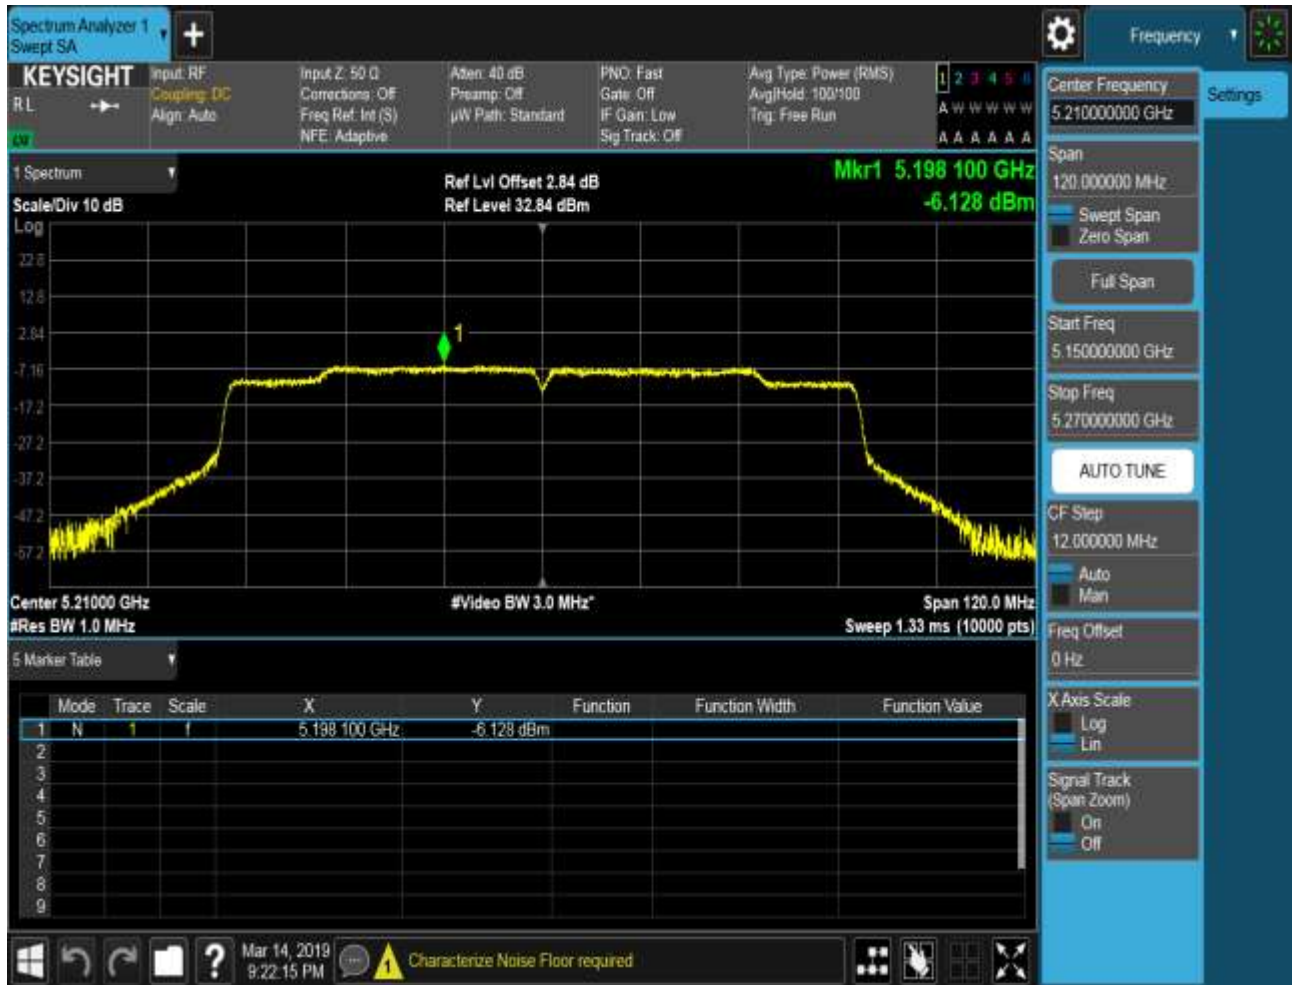 Spectrum Analyzer 1
Swept SA
+
Frequency
KEYSIGHT
RL
Input: RF
Coupling: DC
Align: Auto
Input Z: 50 Ω
Corrections: Off
Freq Ref: Int (S)
NFE: Adaptive
Atten: 40 dB
Preamp: Off
µW Path: Standard
PNO: Fast
Gate: Off
IF Gain: Low
Sig Track: Off
Avg Type: Power (RMS)
Avg|Hold: 100/100
Trig: Free Run
1 2 3 4 5 6
A W W W W W
A A A A A A
1 Spectrum
Scale/Div 10 dB
Ref Lvl Offset 2.84 dB
Ref Level 32.84 dBm
Mkr1 5.198 100 GHz
-6.128 dBm
Log
22.8
12.8
2.84
-7.16
-17.2
-27.2
-37.2
-47.2
-57.2
1
Center 5.21000 GHz
#Res BW 1.0 MHz
#Video BW 3.0 MHz*
Span 120.0 MHz
Sweep 1.33 ms (10000 pts)
5 Marker Table
Mode Trace Scale X Y Function Function Width Function Value
1 N 1 f 5.198 100 GHz -6.128 dBm
2
3
4
5
6
7
8
9
Mar 14, 2019
9:22:15 PM
?
1
Characterize Noise Floor required
Center Frequency
5.210000000 GHz
Settings
Span
120.000000 MHz
Swept Span
Zero Span
Full Span
Start Freq
5.150000000 GHz
Stop Freq
5.270000000 GHz
AUTO TUNE
CF Step
12.000000 MHz
Auto
Man
Freq Offset
0 Hz
X Axis Scale
Log
Lin
Signal Track
(Span Zoom)
On
Off